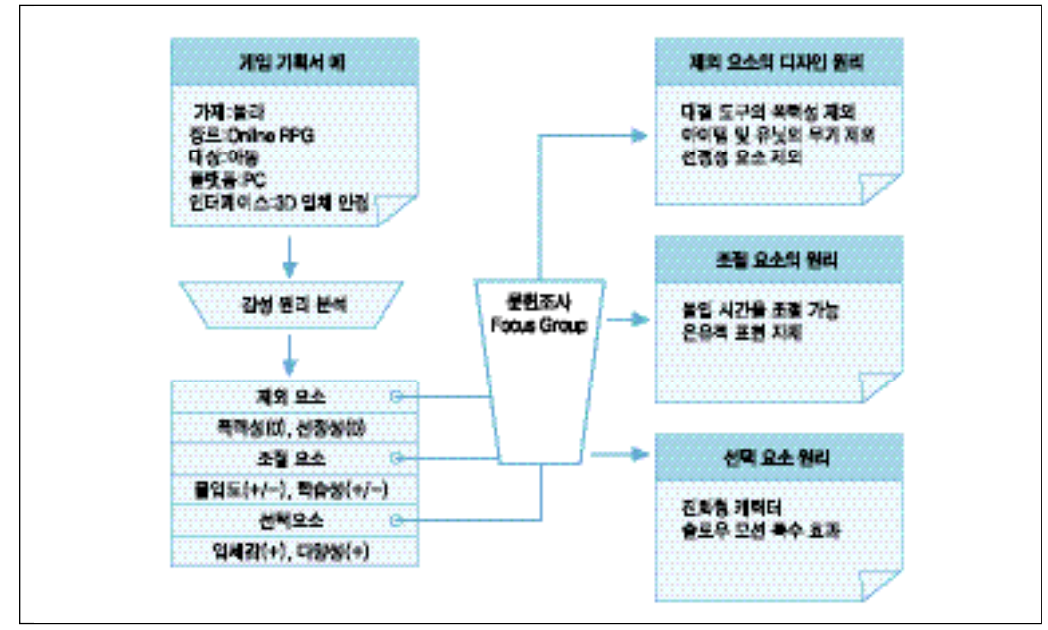 게임 기획서 예
가제:몰라
장르:Online RPG
대상:아동
플랫폼:PC
인터페이스:3D 입체 안경
감성 원리 분석
제외 요소
폭력성(0), 선정성(0)
조절 요소
몰입도(+/−), 학습성(+/−)
선택요소
입체감(+), 다양성(+)
문헌조사
Focus Group
제외 요소의 디자인 원리
대결 도구의 폭력성 제외
아이템 및 유닛의 무기 제외
선정성 요소 제외
조절 요소의 원리
몰입 시간을 조절 가능
은유적 표현 자제
선택 요소 원리
진화형 캐릭터
슬로우 모션 특수 효과